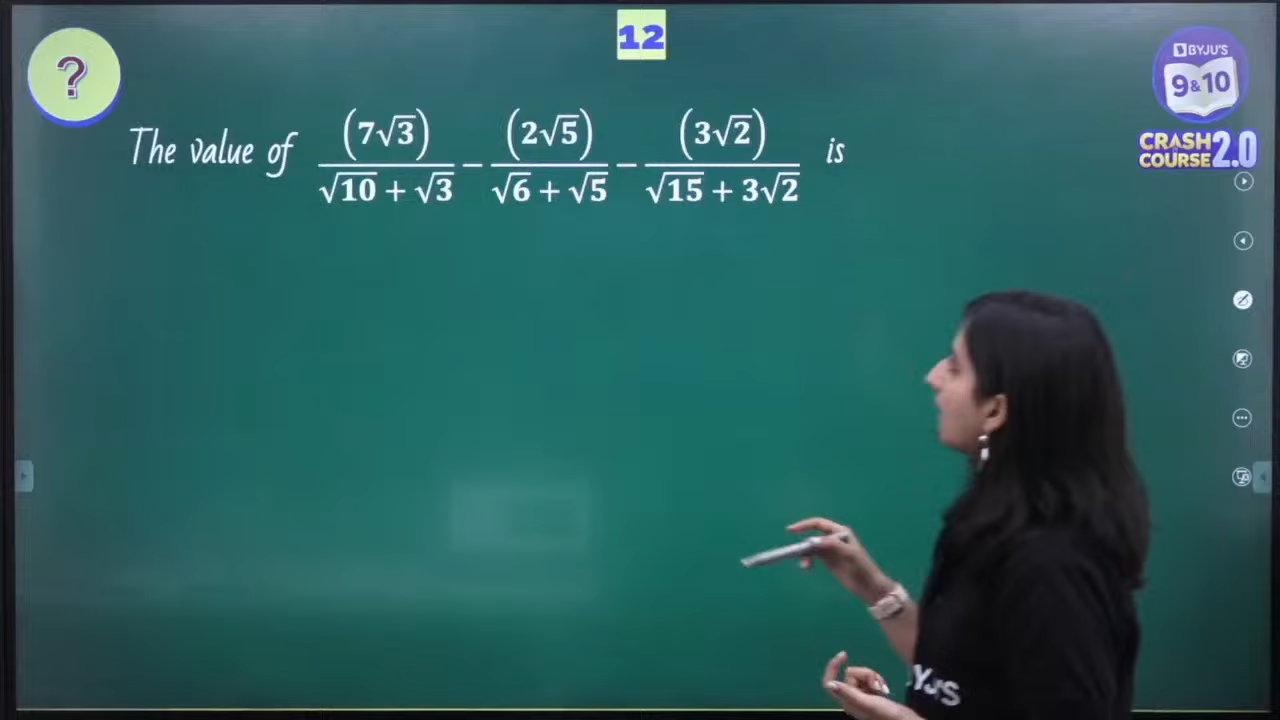 12
?
BYJU'S
9&10
CRASH COURSE 2.0
The value of (7√3)/(√10 + √3) − (2√5)/(√6 + √5) − (3√2)/(√15 + 3√2) is
YJU'S